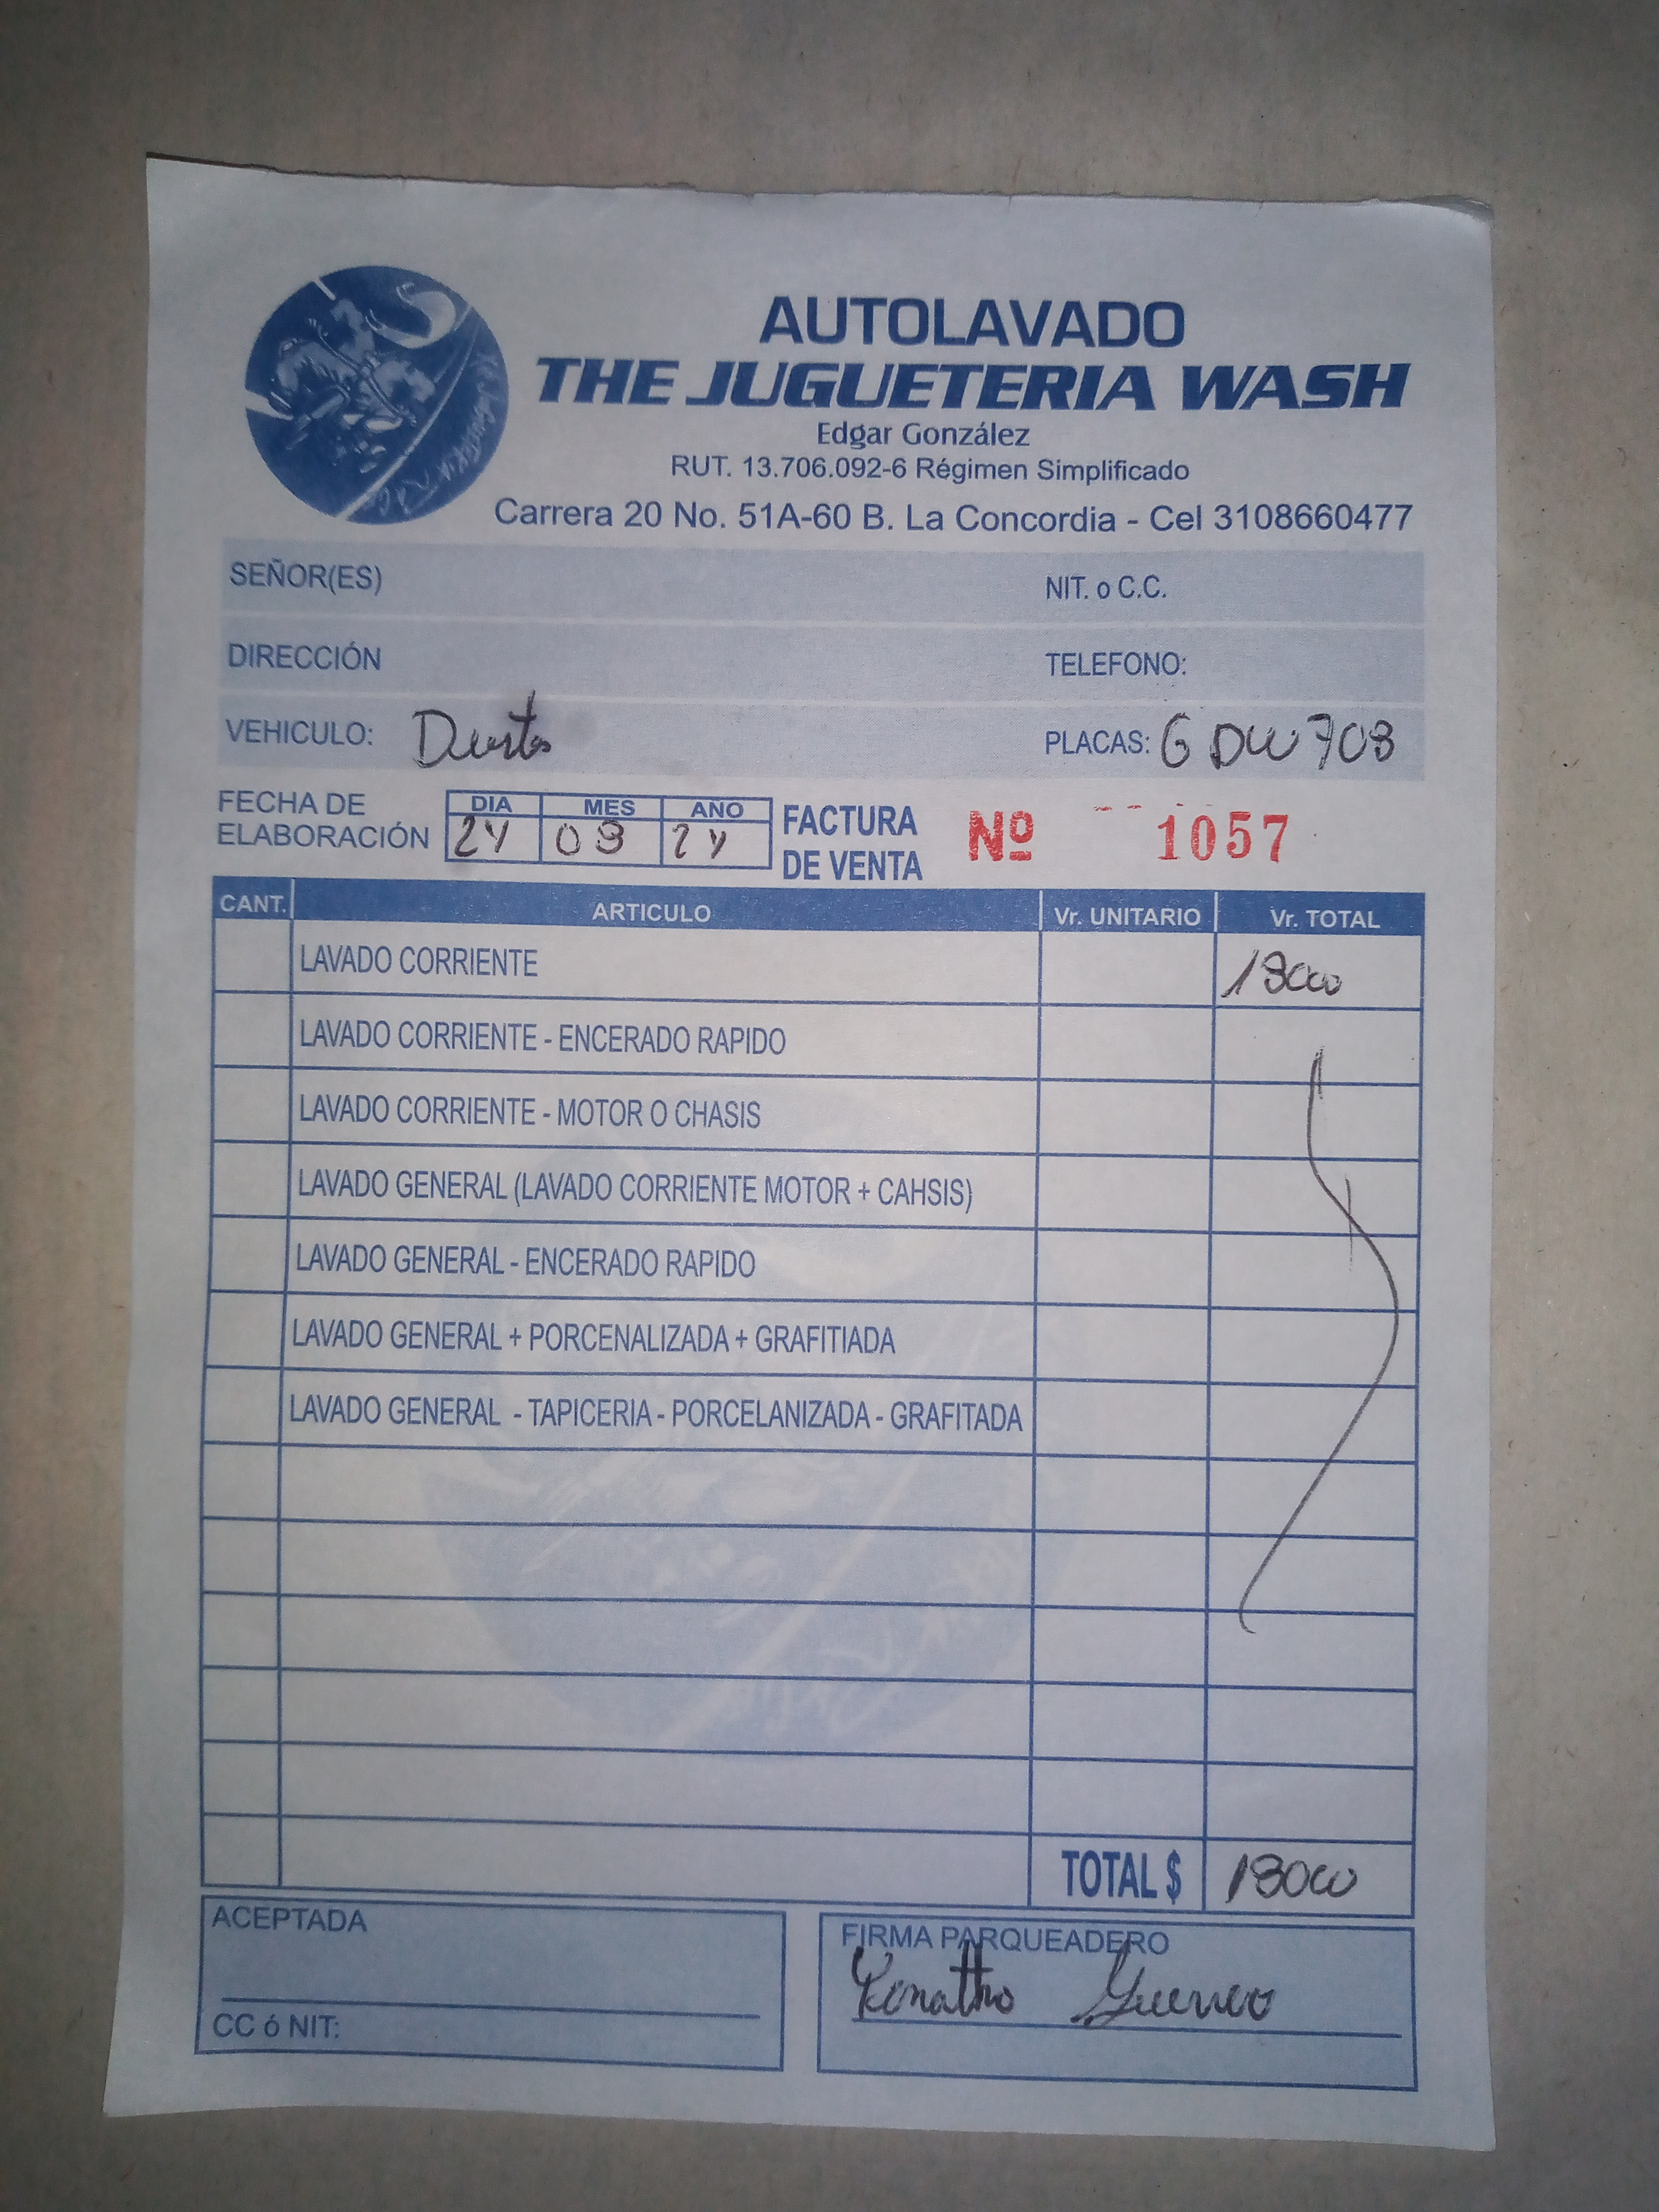 AUTOLAVADO
THE JUGUETERIA WASH
Edgar González
RUT. 13.706.092-6 Régimen Simplificado
Carrera 20 No. 51A-60 B. La Concordia - Cel 3108660477
SEÑOR(ES) NIT. o C.C.
DIRECCIÓN TELEFONO:
VEHICULO: PLACAS: GDW 708
FECHA DE ELABORACIÓN DIA MES AÑO FACTURA DE VENTA Nº 1057
24 09 24
CANT. ARTICULO Vr. UNITARIO Vr. TOTAL
LAVADO CORRIENTE 18000
LAVADO CORRIENTE - ENCERADO RAPIDO
LAVADO CORRIENTE - MOTOR O CHASIS
LAVADO GENERAL (LAVADO CORRIENTE MOTOR + CAHSIS)
LAVADO GENERAL - ENCERADO RAPIDO
LAVADO GENERAL + PORCENALIZADA + GRAFITIADA
LAVADO GENERAL - TAPICERIA - PORCELANIZADA - GRAFITADA
TOTAL $ 18000
ACEPTADA
CC ó NIT:
FIRMA PARQUEADERO